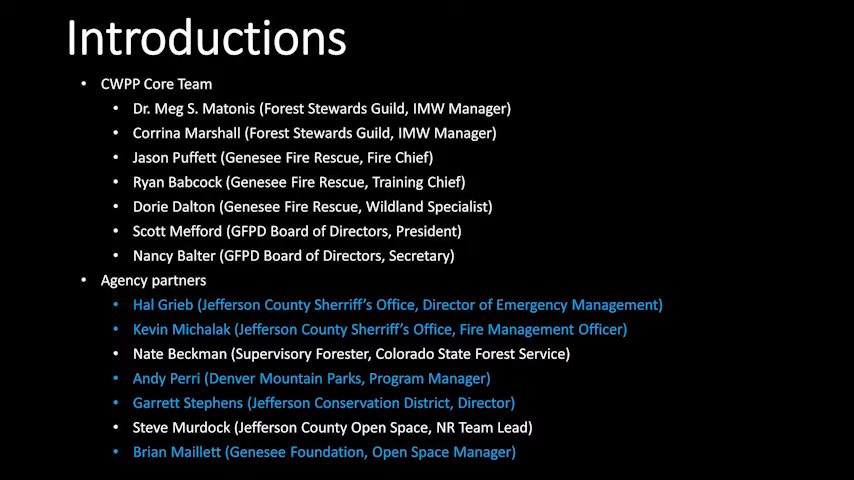 Introductions
• CWPP Core Team
• Dr. Meg S. Matonis (Forest Stewards Guild, IMW Manager)
• Corrina Marshall (Forest Stewards Guild, IMW Manager)
• Jason Puffett (Genesee Fire Rescue, Fire Chief)
• Ryan Babcock (Genesee Fire Rescue, Training Chief)
• Dorie Dalton (Genesee Fire Rescue, Wildland Specialist)
• Scott Mefford (GFPD Board of Directors, President)
• Nancy Balter (GFPD Board of Directors, Secretary)
• Agency partners
• Hal Grieb (Jefferson County Sherriff's Office, Director of Emergency Management)
• Kevin Michalak (Jefferson County Sherriff's Office, Fire Management Officer)
• Nate Beckman (Supervisory Forester, Colorado State Forest Service)
• Andy Perri (Denver Mountain Parks, Program Manager)
• Garrett Stephens (Jefferson Conservation District, Director)
• Steve Murdock (Jefferson County Open Space, NR Team Lead)
• Brian Maillett (Genesee Foundation, Open Space Manager)